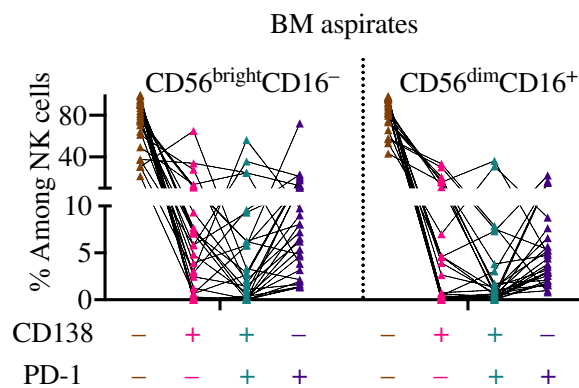 BM aspirates
CD56ᵇʳⁱᵍʰᵗCD16⁻ CD56ᵈⁱᵐCD16⁺
% Among NK cells
80
40
10
5
0
CD138 − + + − − + + −
PD-1 − − + + − − + +